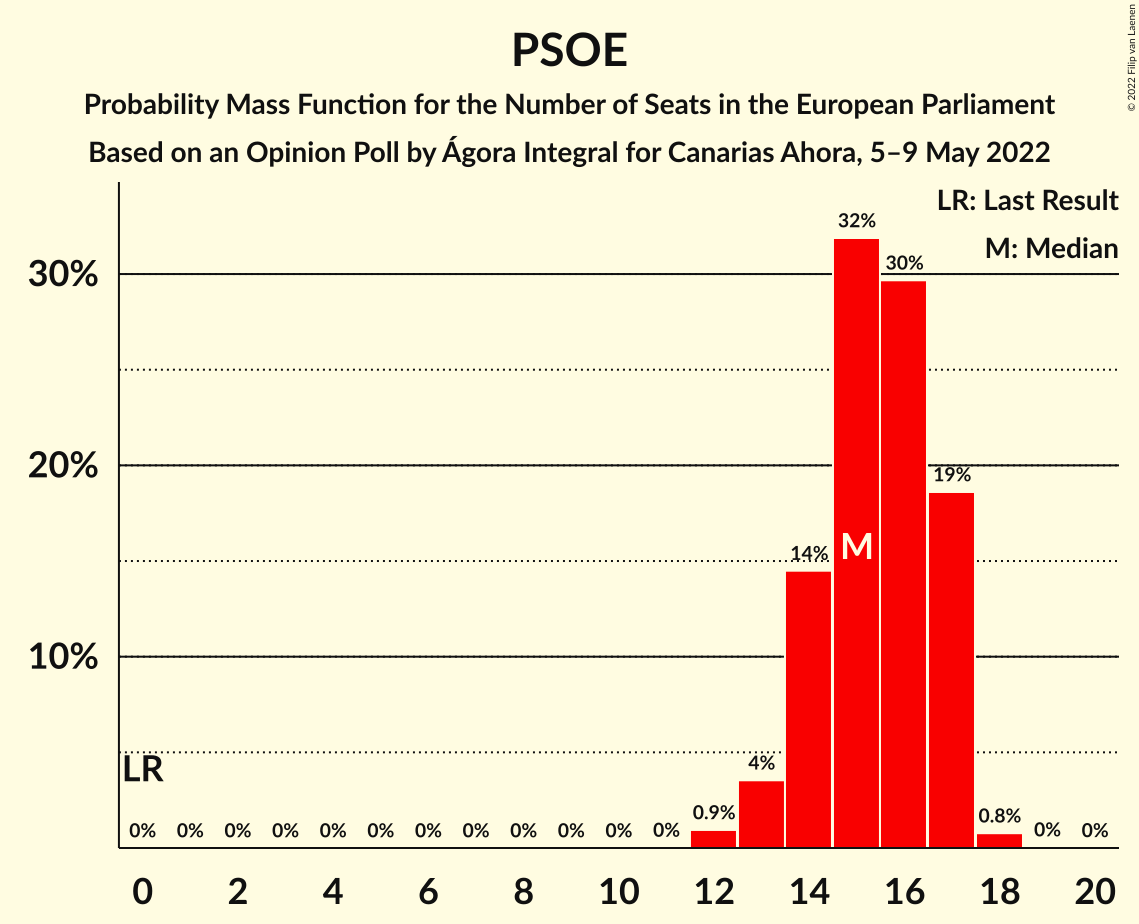 PSOE
Probability Mass Function for the Number of Seats in the European Parliament
Based on an Opinion Poll by Ágora Integral for Canarias Ahora, 5–9 May 2022
© 2022 Filip van Laenen
LR: Last Result
M: Median
30%
20%
10%
LR
M
0% 0% 0% 0% 0% 0% 0% 0% 0% 0% 0% 0% 0.9% 4% 14% 32% 30% 19% 0.8% 0% 0%
0 2 4 6 8 10 12 14 16 18 20